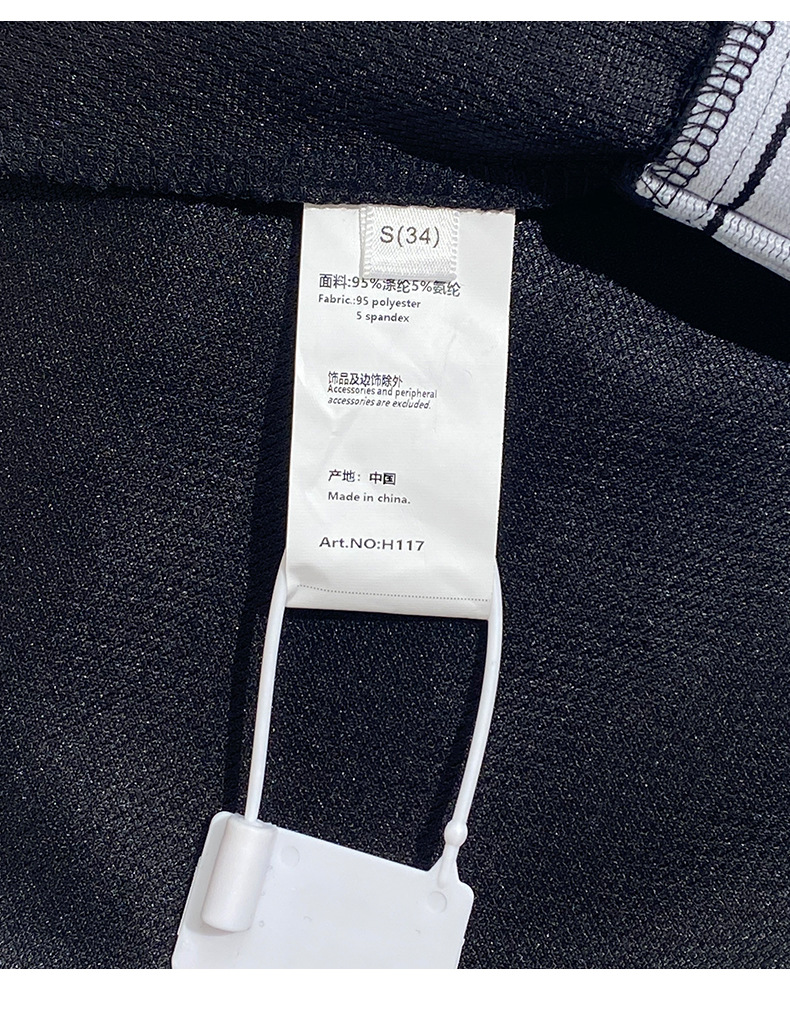 S(34)
面料:95%涤纶5%氨纶
Fabric.:95 polyester
5 spandex
饰品及边饰除外
Accessories and peripheral
accessories are excluded.
产地：中国
Made in china.
Art.NO:H117